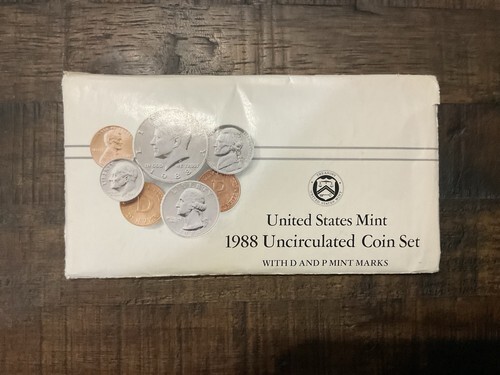 United States Mint
1988 Uncirculated Coin Set
WITH D AND P MINT MARKS